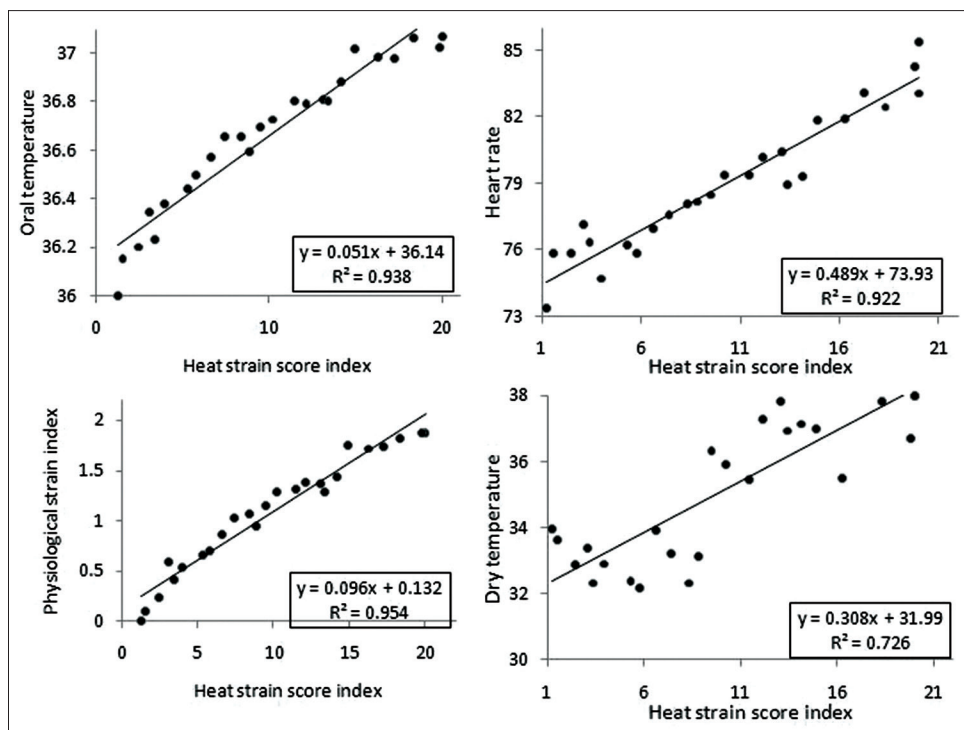 Oral temperature
37
36.8
36.6
36.4
36.2
36
0
10
20
Heat strain score index
y = 0.051x + 36.14
R² = 0.938
Heart rate
85
82
79
76
73
1
6
11
16
21
Heat strain score index
y = 0.489x + 73.93
R² = 0.922
Physiological strain index
2
1.5
1
0.5
0
0
5
10
15
20
Heat strain score index
y = 0.096x + 0.132
R² = 0.954
Dry temperature
38
36
34
32
30
1
6
11
16
21
Heat strain score index
y = 0.308x + 31.99
R² = 0.726